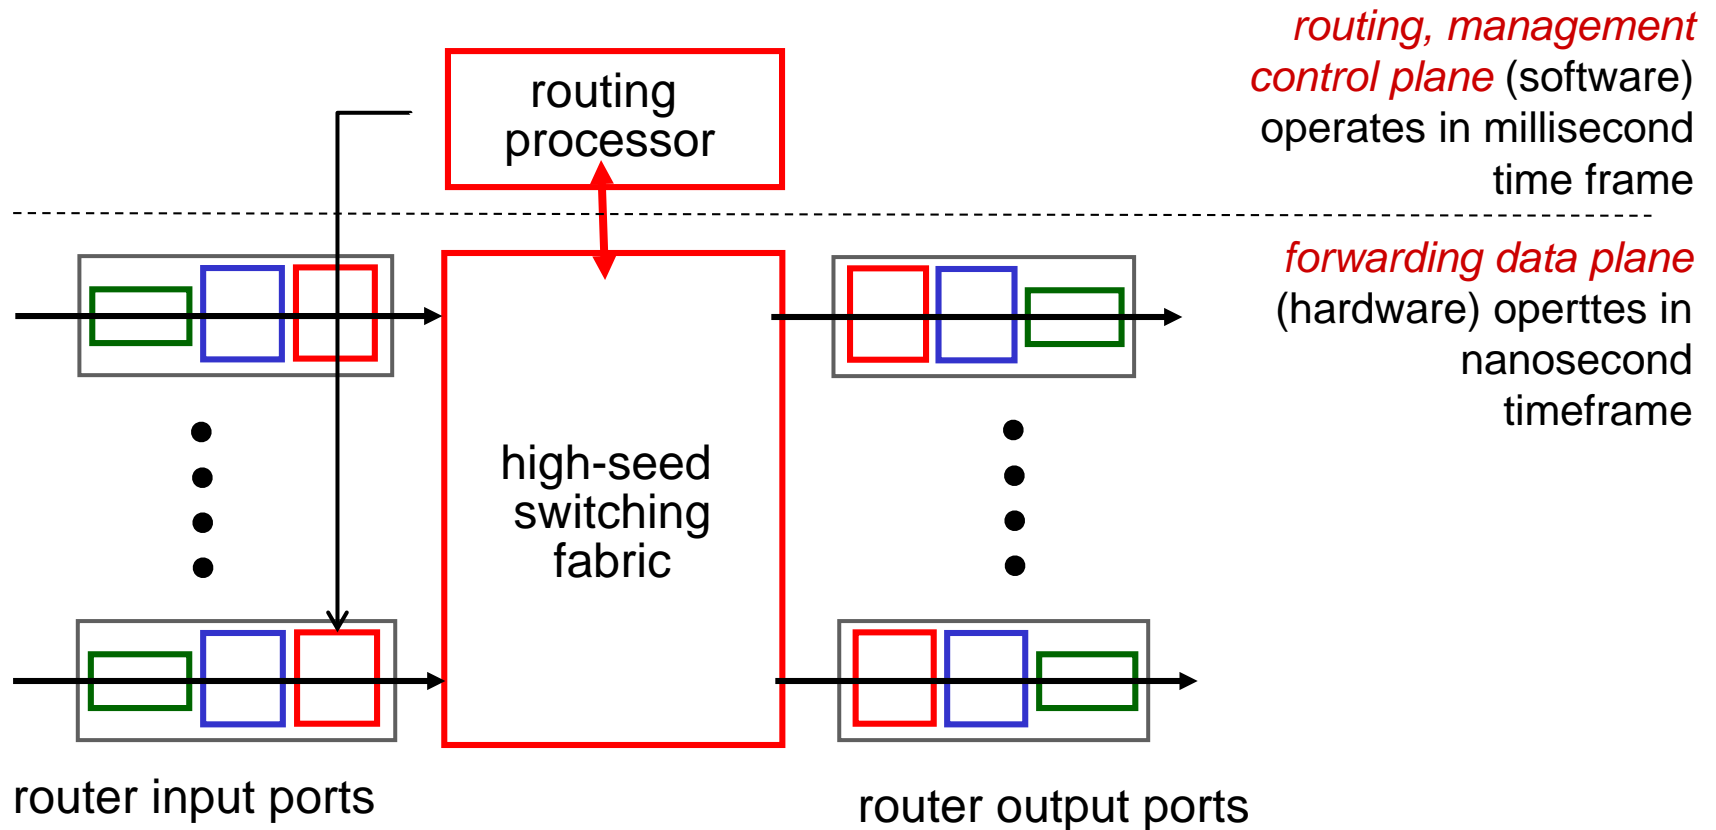 routing, management
control plane (software)
operates in millisecond
time frame
routing
processor
forwarding data plane
(hardware) operttes in
nanosecond
timeframe
high-seed
switching
fabric
router input ports
router output ports